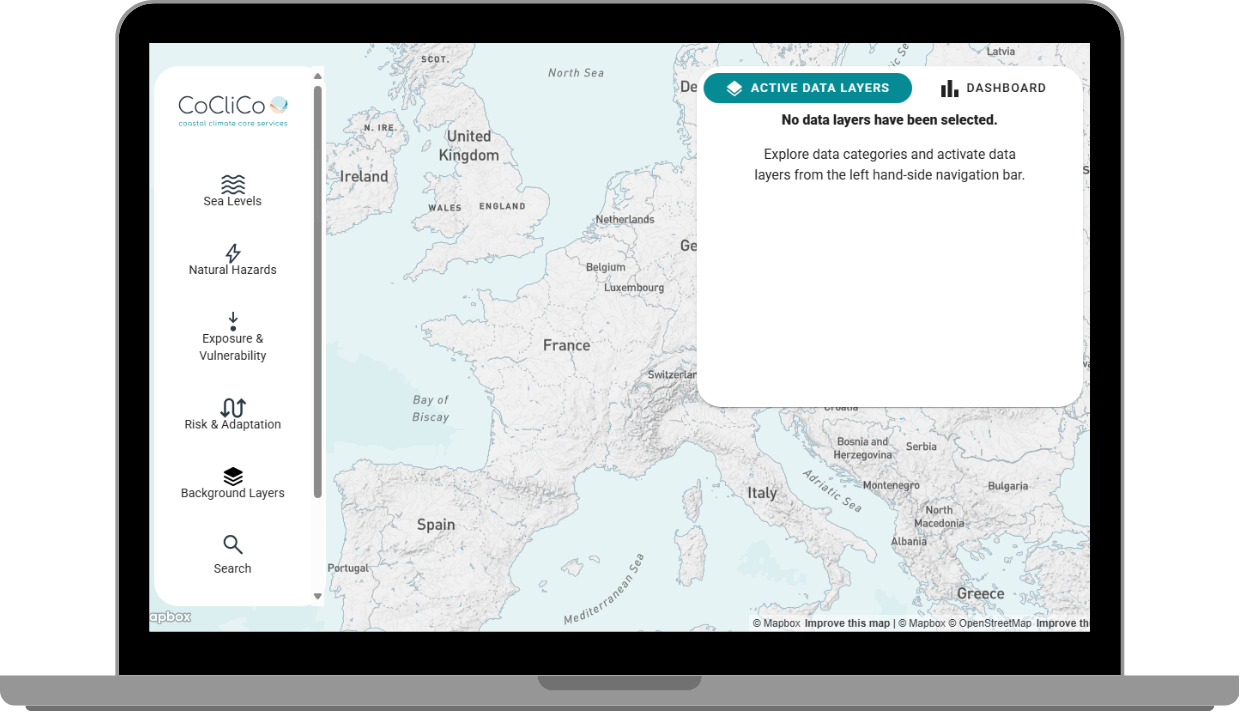 CoCliCo
coastal climate core services
Sea Levels
Natural Hazards
Exposure &
Vulnerability
Risk & Adaptation
Background Layers
Search
ACTIVE DATA LAYERS
DASHBOARD
No data layers have been selected.
Explore data categories and activate data
layers from the left hand-side navigation bar.
SCOT.
North Sea
Latvia
De
N. IRE.
United
Kingdom
Ireland
WALES
ENGLAND
Netherlands
Ge
Belgium
Luxembourg
France
Switzerlan
Bay of
Biscay
Croatia
Bosnia and
Herzegovina
Serbia
Adriatic Sea
Montenegro
Bulgaria
Italy
North
Macedonia
Spain
Albania
Portugal
Mediterranean Sea
Greece
apbox
© Mapbox Improve this map | © Mapbox © OpenStreetMap Improve th